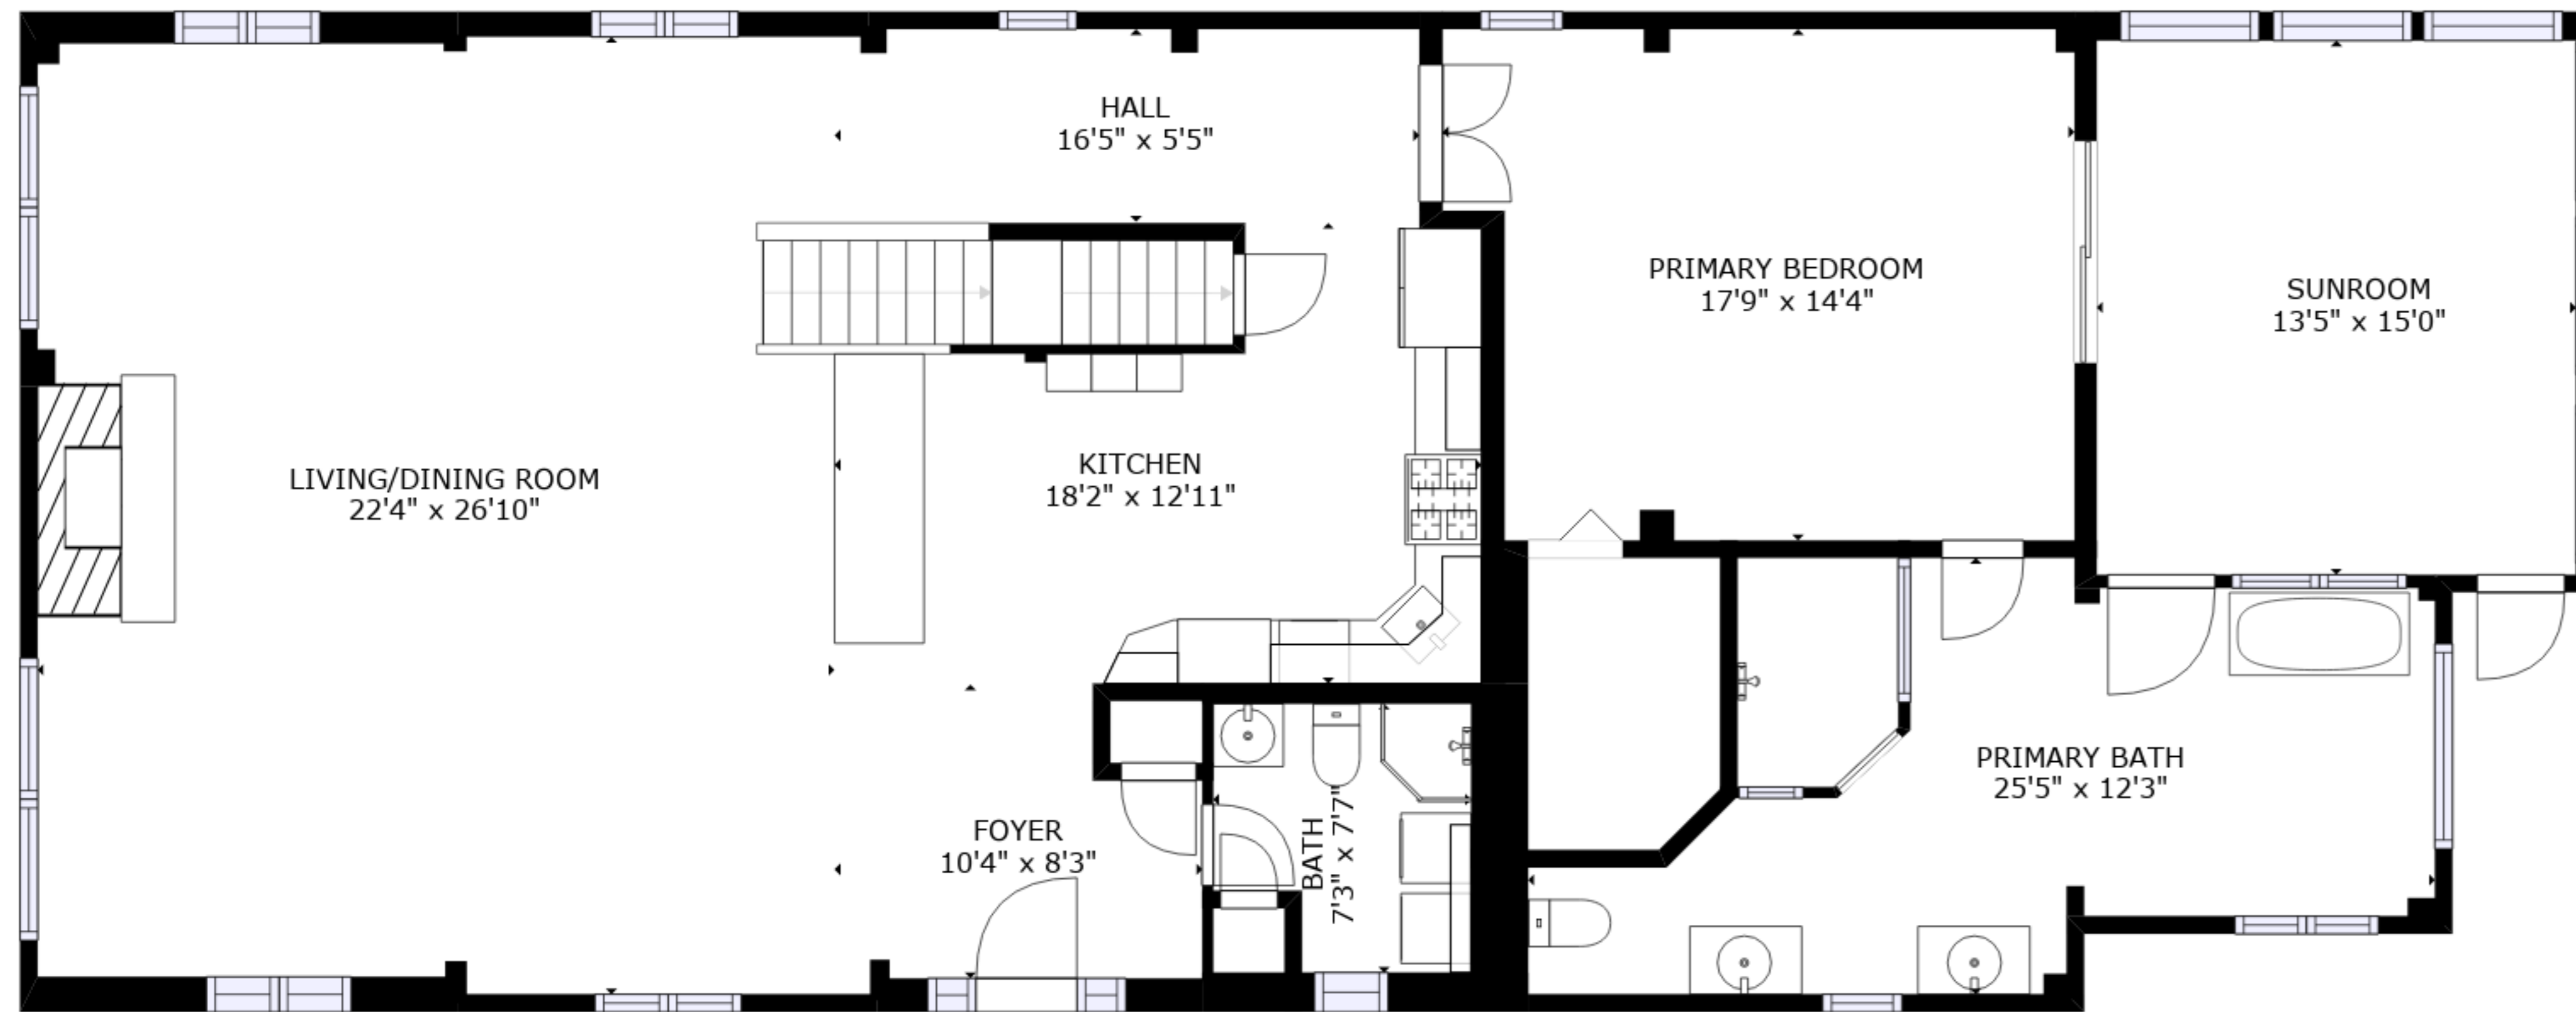 HALL
16'5" x 5'5"
PRIMARY BEDROOM
17'9" x 14'4"
SUNROOM
13'5" x 15'0"
LIVING/DINING ROOM
22'4" x 26'10"
KITCHEN
18'2" x 12'11"
PRIMARY BATH
25'5" x 12'3"
FOYER
10'4" x 8'3"
BATH
7'3" x 7'7"